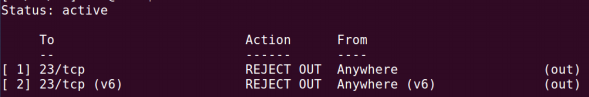 Status: active
To Action From
-- ------ ----
[ 1] 23/tcp REJECT OUT Anywhere (out)
[ 2] 23/tcp (v6) REJECT OUT Anywhere (v6) (out)